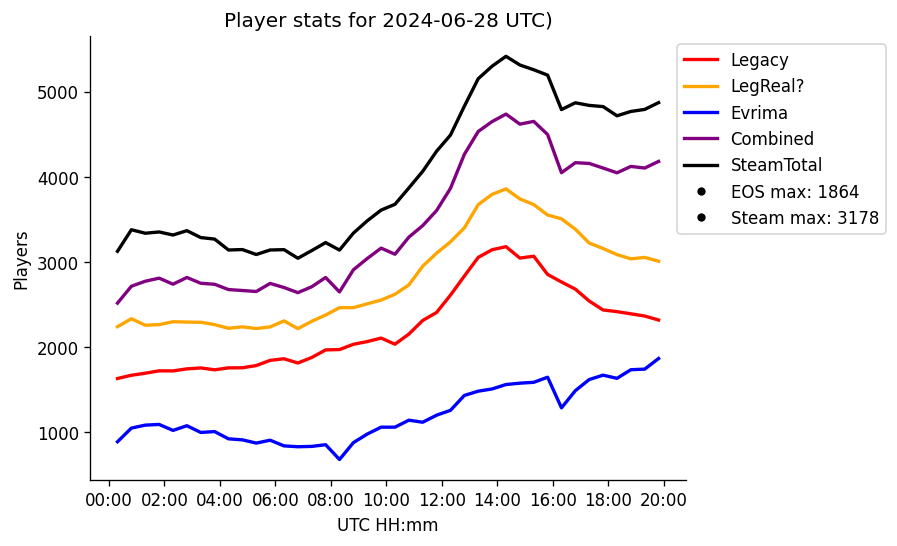 Player stats for 2024-06-28 UTC)
Legacy
LegReal?
Evrima
Combined
SteamTotal
EOS max: 1864
Steam max: 3178
Players
5000
4000
3000
2000
1000
00:00 02:00 04:00 06:00 08:00 10:00 12:00 14:00 16:00 18:00 20:00
UTC HH:mm